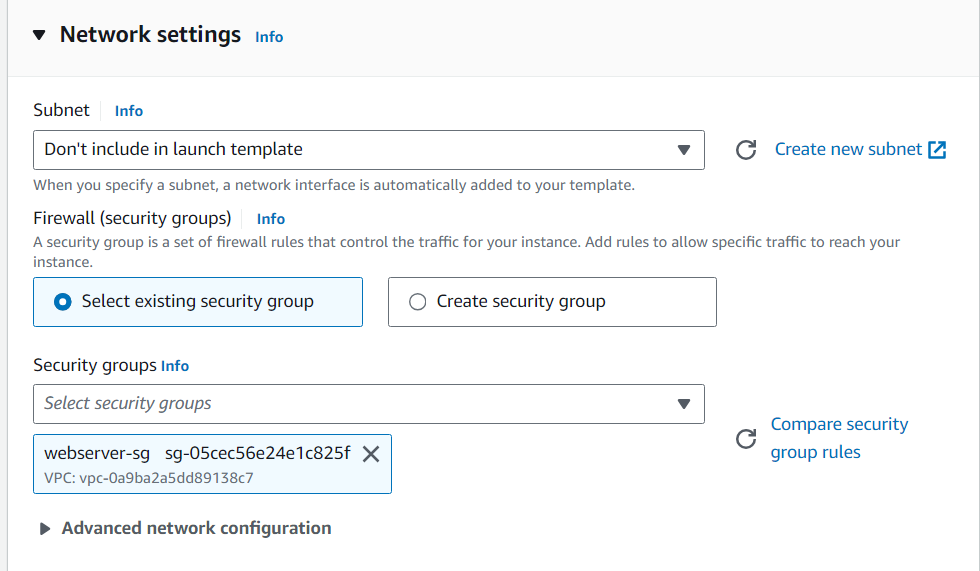 Network settings Info
Subnet Info
Don't include in launch template
Create new subnet
When you specify a subnet, a network interface is automatically added to your template.
Firewall (security groups) Info
A security group is a set of firewall rules that control the traffic for your instance. Add rules to allow specific traffic to reach your
instance.
Select existing security group
Create security group
Security groups Info
Select security groups
webserver-sg sg-05cec56e24e1c825f
VPC: vpc-0a9ba2a5dd89138c7
Compare security
group rules
Advanced network configuration